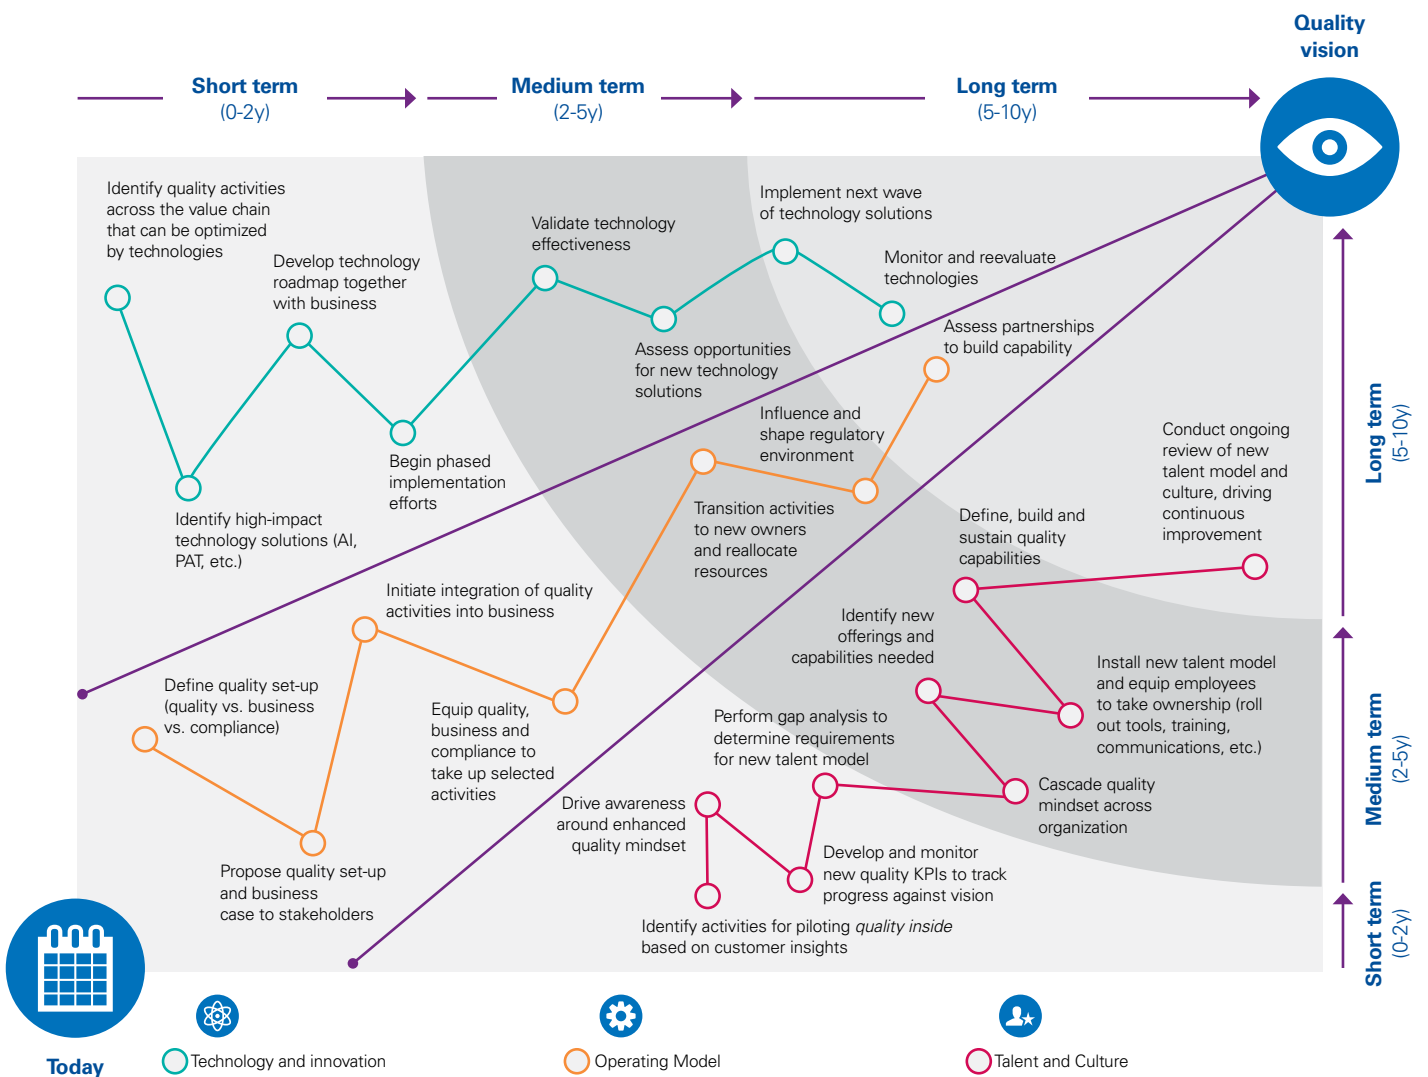 Quality
vision
Short term
(0-2y)
Medium term
(2-5y)
Long term
(5-10y)
Identify quality activities
across the value chain
that can be optimized
by technologies
Develop technology
roadmap together
with business
Validate technology
effectiveness
Implement next wave
of technology solutions
Monitor and reevaluate
technologies
Assess opportunities
for new technology
solutions
Begin phased
implementation
efforts
Identify high-impact
technology solutions (AI,
PAT, etc.)
Assess partnerships
to build capability
Influence and
shape regulatory
environment
Transition activities
to new owners
and reallocate
resources
Initiate integration of quality
activities into business
Define quality set-up
(quality vs. business
vs. compliance)
Equip quality,
business and
compliance to
take up selected
activities
Propose quality set-up
and business
case to stakeholders
Conduct ongoing
review of new
talent model and
culture, driving
continuous
improvement
Define, build and
sustain quality
capabilities
Identify new
offerings and
capabilities needed
Install new talent model
and equip employees
to take ownership (roll
out tools, training,
communications, etc.)
Perform gap analysis to
determine requirements
for new talent model
Cascade quality
mindset across
organization
Drive awareness
around enhanced
quality mindset
Develop and monitor
new quality KPIs to track
progress against vision
Identify activities for piloting quality inside
based on customer insights
Long term
(5-10y)
Medium term
(2-5y)
Short term
(0-2y)
Today
Technology and innovation
Operating Model
Talent and Culture